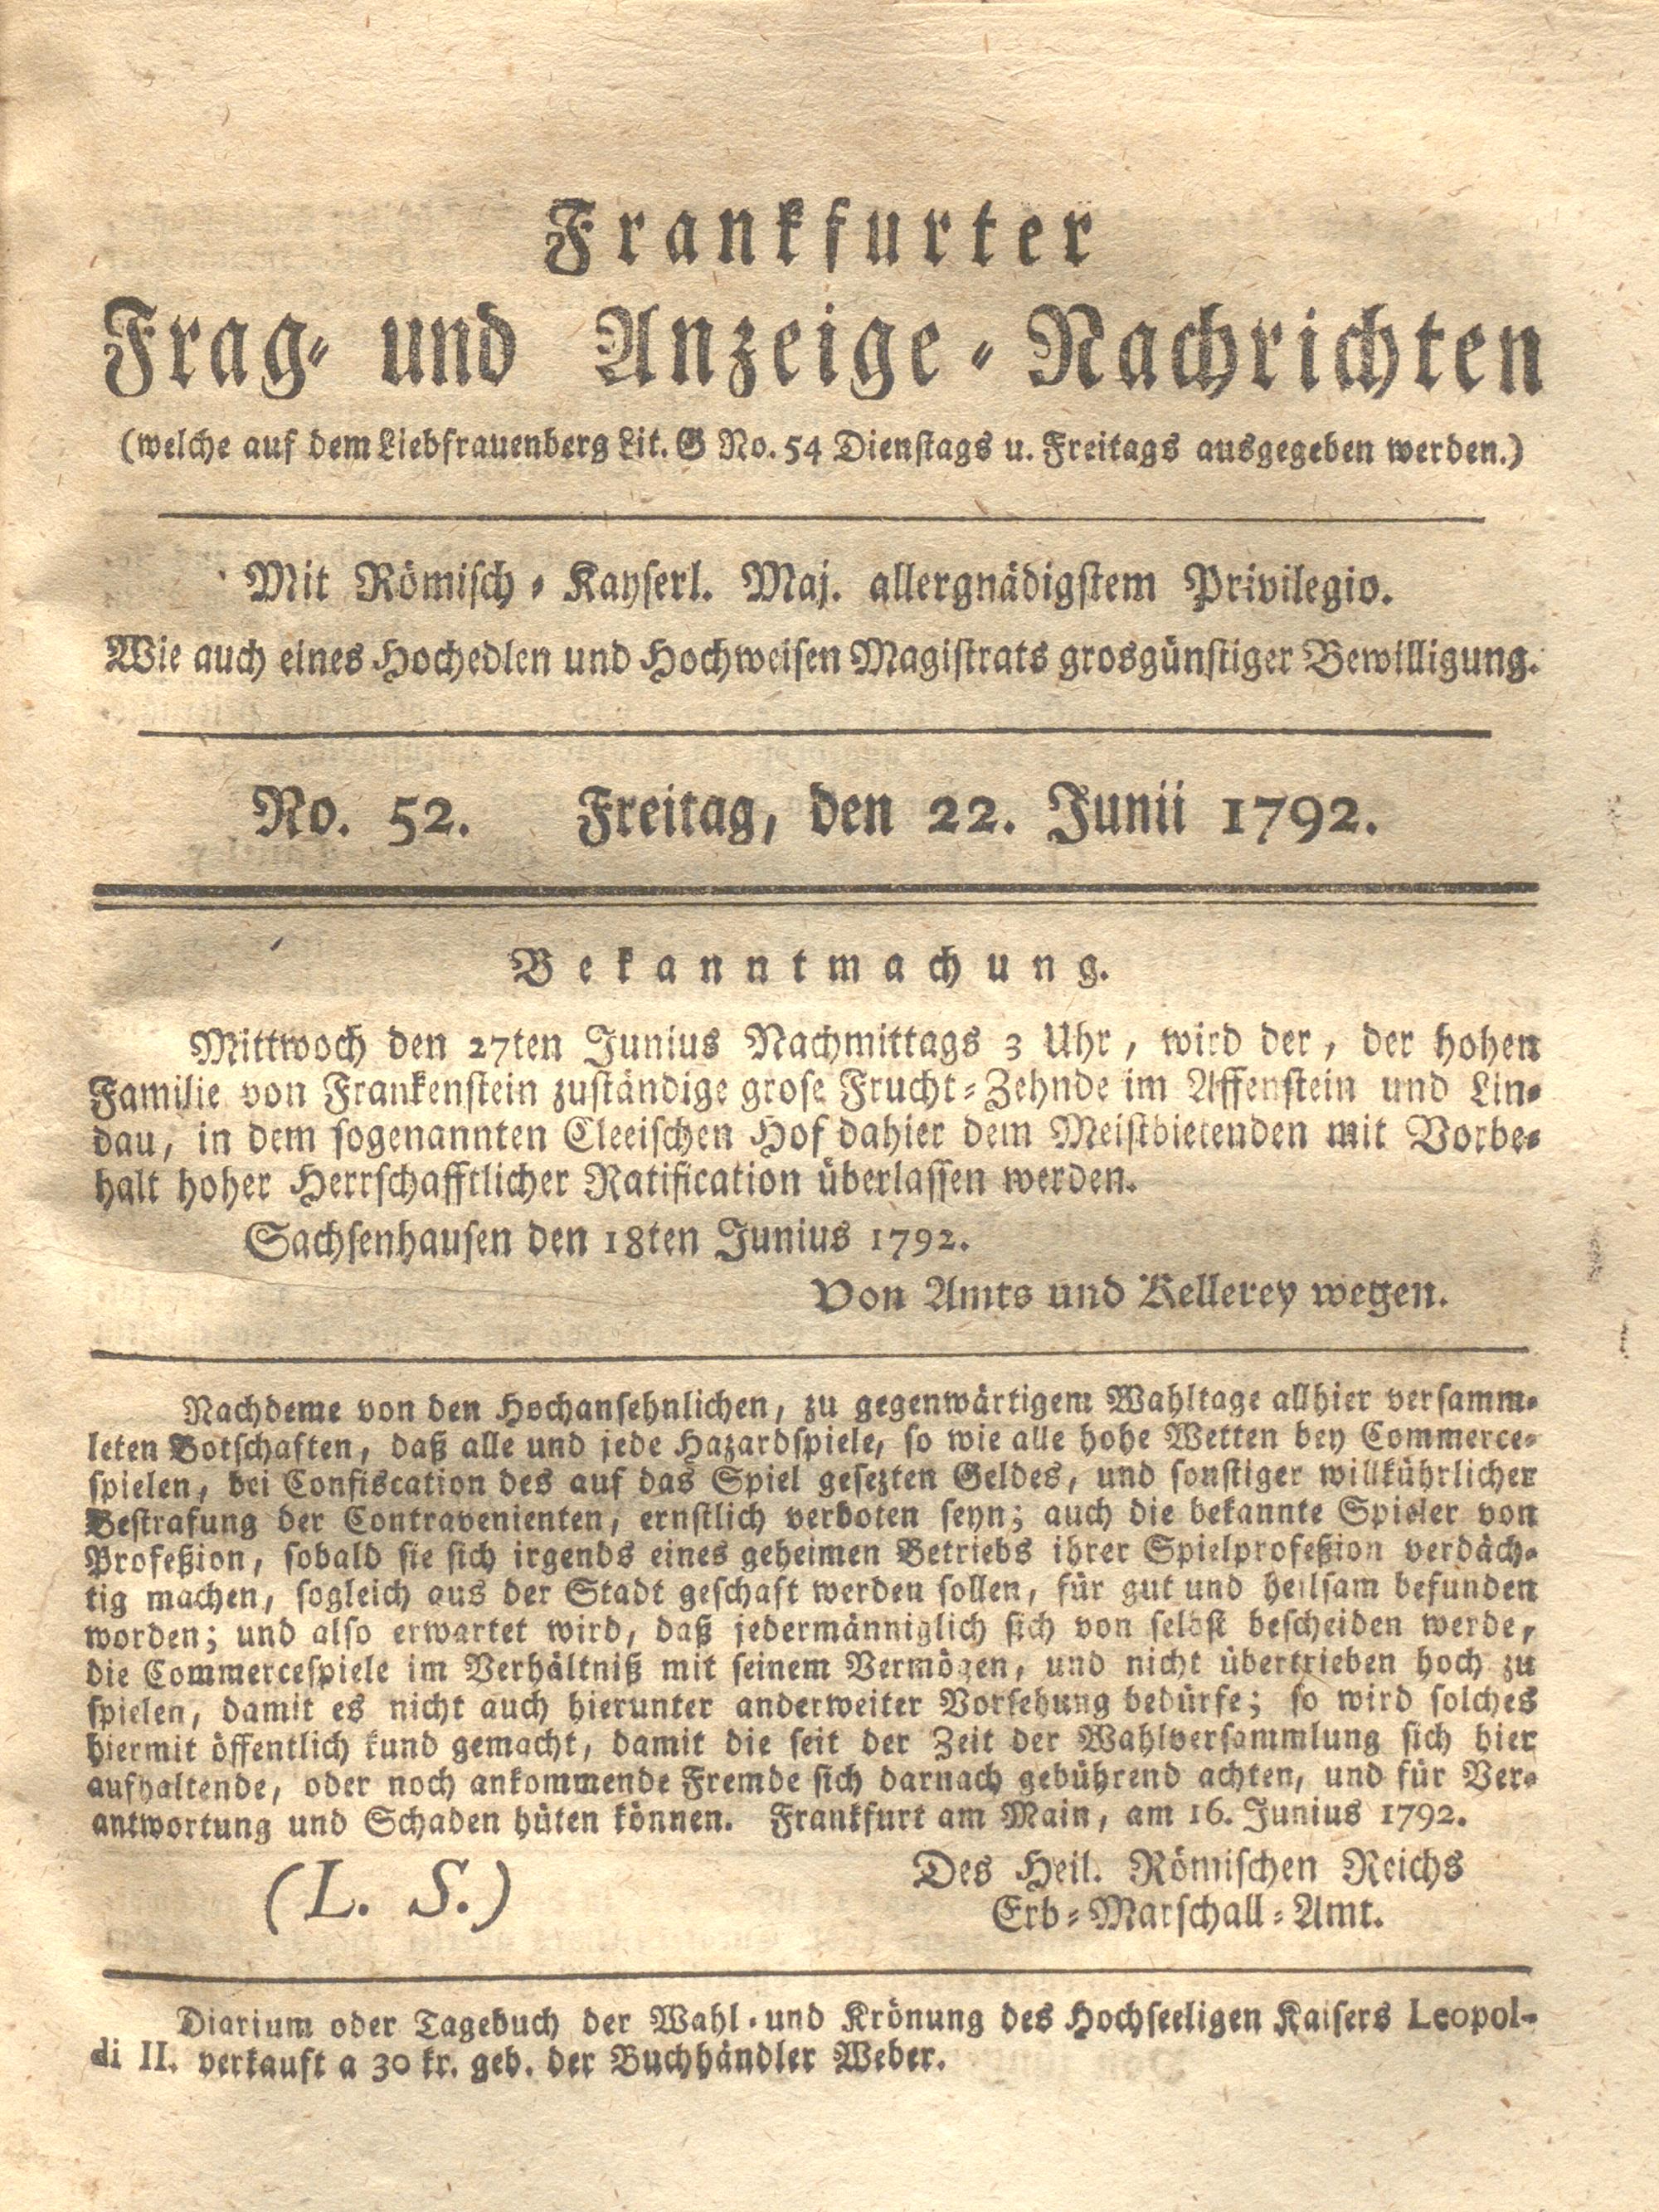 Frankfurter
Frag- und Anzeige-Nachrichten
(welche auf dem Liebfrauenberg Lit. G No. 54 Dienstags u. Freitags ausgegeben werden.)
Mit Römisch-Kayserl. Maj. allergnädigstem Privilegio.
Wie auch eines Hochedlen und Hochweisen Magistrats grosgünstiger Bewilligung.
No. 52. Freitag, den 22. Junii 1792.
Bekanntmachung.
Mittwoch den 27ten Junius Nachmittags 3 Uhr, wird der, der hohen
Familie von Frankenstein zuständige grose Frucht-Zehnde im Affenstein und Lin-
dau, in dem sogenannten Cleeischen Hof dahier dem Meistbietenden mit Vorbe-
halt hoher Herrschafftlicher Ratification überlassen werden.
Sachsenhausen den 18ten Junius 1792.
Von Amts und Kellerey wegen.
Nachdeme von den Hochansehnlichen, zu gegenwärtigem Wahltage allhier versamm-
leten Botschaften, daß alle und jede Hazardspiele, so wie alle hohe Wetten bey Commerce-
spielen, bei Confiscation des auf das Spiel gesezten Geldes, und sonstiger willkührlicher
Bestrafung der Contravenienten, ernstlich verboten seyn; auch die bekannte Spieler von
Profeßion, sobald sie sich irgends eines geheimen Betriebs ihrer Spielprofeßion verdäch-
tig machen, sogleich aus der Stadt geschaft werden sollen, für gut und heilsam befunden
worden; und also erwartet wird, daß jedermänniglich sich von selbst bescheiden werde,
die Commercespiele im Verhältniß mit seinem Vermögen, und nicht übertrieben hoch zu
spielen, damit es nicht auch hierunter anderweiter Vorsehung bedürfe; so wird solches
hiermit öffentlich kund gemacht, damit die seit der Zeit der Wahlversammlung sich hier
aufhaltende, oder noch ankommende Fremde sich darnach gebührend achten, und für Ver-
antwortung und Schaden hüten können. Frankfurt am Main, am 16. Junius 1792.
(L. S.) Des Heil. Römischen Reichs
Erb-Marschall-Amt.
Diarium oder Tagebuch der Wahl- und Krönung des Hochseeligen Kaisers Leopol-
di II. verkauft a 30 kr. geb. der Buchhändler Weber.